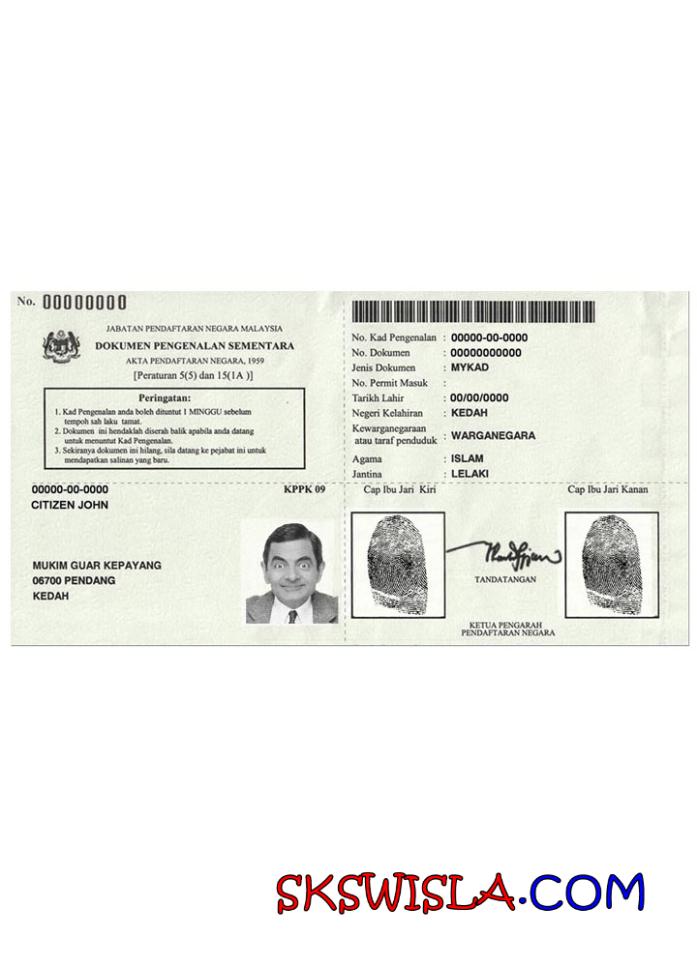 No. 00000000
JABATAN PENDAFTARAN NEGARA MALAYSIA
DOKUMEN PENGENALAN SEMENTARA
AKTA PENDAFTARAN NEGARA, 1959
[Peraturan 5(5) dan 15(1A )]
Peringatan:
1. Kad Pengenalan anda boleh dituntut 1 MINGGU sebelum
tempoh sah laku tamat.
2. Dokumen ini hendaklah diserah balik apabila anda datang
untuk menuntut Kad Pengenalan.
3. Sekiranya dokumen ini hilang, sila datang ke pejabat ini untuk
mendapatkan salinan yang baru.
No. Kad Pengenalan : 00000-00-0000
No. Dokumen : 00000000000
Jenis Dokumen : MYKAD
No. Permit Masuk :
Tarikh Lahir : 00/00/0000
Negeri Kelahiran : KEDAH
Kewarganegaraan
atau taraf penduduk : WARGANEGARA
Agama : ISLAM
Jantina : LELAKI
00000-00-0000 KPPK 09
CITIZEN JOHN
MUKIM GUAR KEPAYANG
06700 PENDANG
KEDAH
Cap Ibu Jari Kiri Cap Ibu Jari Kanan
TANDATANGAN
KETUA PENGARAH
PENDAFTARAN NEGARA
SKSWISLA.COM